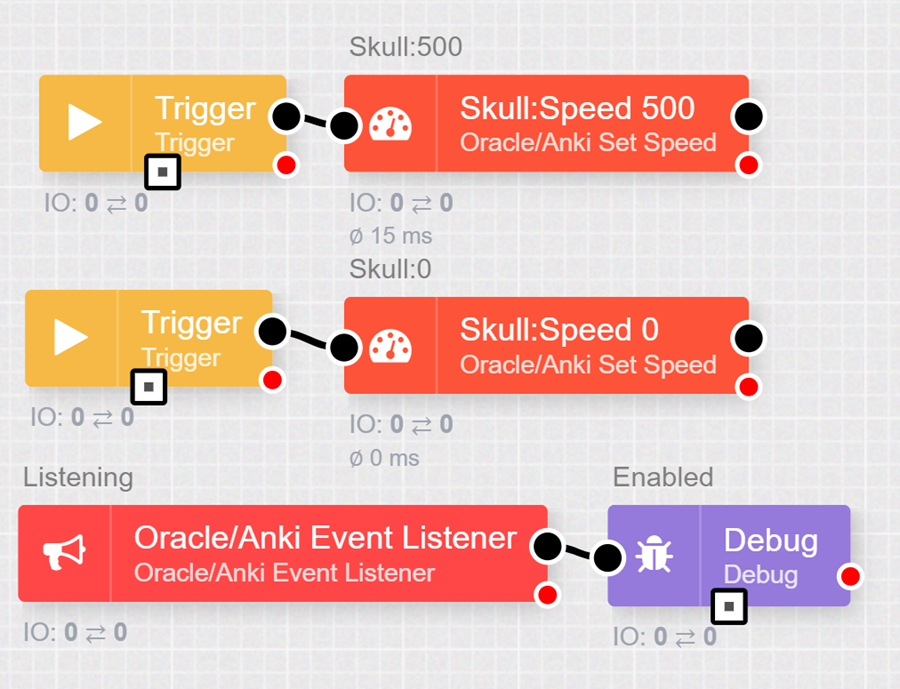 Skull:500
Trigger
Trigger
Skull:Speed 500
Oracle/Anki Set Speed
IO: 0 ⇄ 0
IO: 0 ⇄ 0
Ø 15 ms
Skull:0
Trigger
Trigger
Skull:Speed 0
Oracle/Anki Set Speed
IO: 0 ⇄ 0
IO: 0 ⇄ 0
Ø 0 ms
Listening
Enabled
Oracle/Anki Event Listener
Oracle/Anki Event Listener
Debug
Debug
IO: 0 ⇄ 0
IO: 0 ⇄ 0